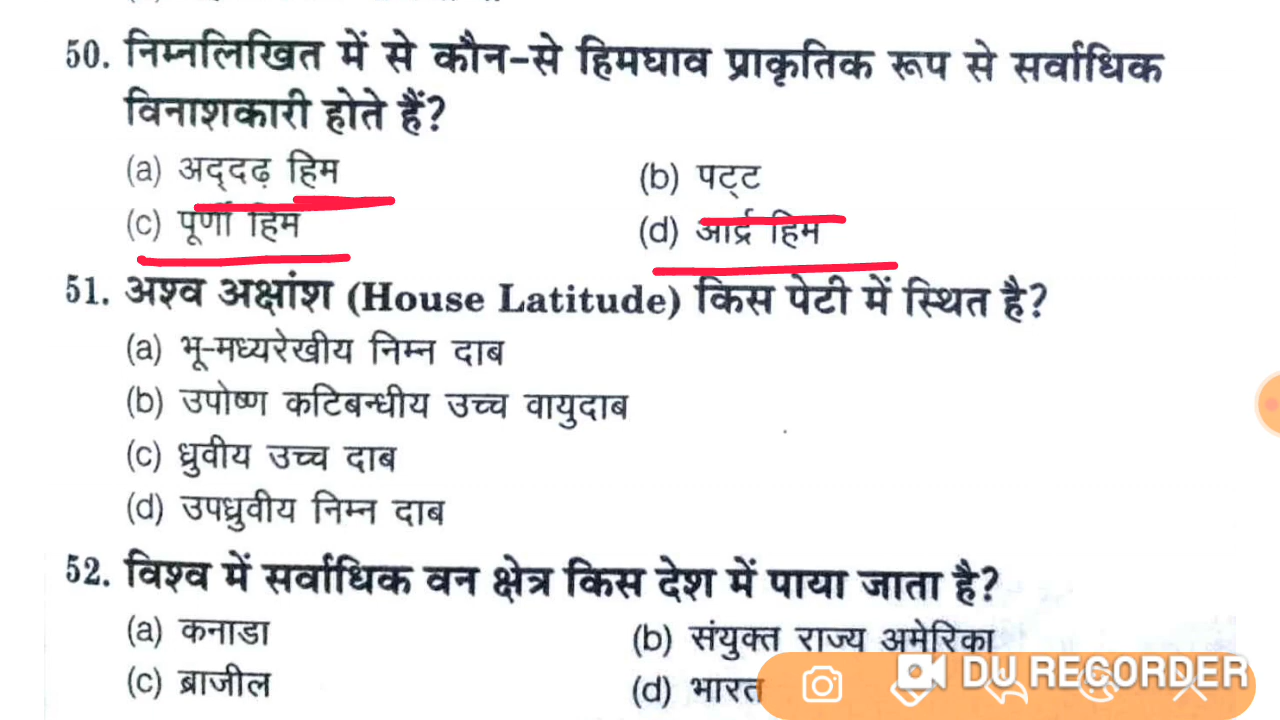 50. निम्नलिखित में से कौन-से हिमघाव प्राकृतिक रूप से सर्वाधिक
विनाशकारी होते हैं?
(a) अद्दढ़ हिम (b) पट्ट
(c) पूर्णी हिम (d) आर्द्र हिम
51. अश्व अक्षांश (House Latitude) किस पेटी में स्थित है?
(a) भू-मध्यरेखीय निम्न दाब
(b) उपोष्ण कटिबन्धीय उच्च वायुदाब
(c) ध्रुवीय उच्च दाब
(d) उपध्रुवीय निम्न दाब
52. विश्व में सर्वाधिक वन क्षेत्र किस देश में पाया जाता है?
(a) कनाडा (b) संयुक्त राज्य अमेरिका
(c) ब्राजील (d) भारत
DU RECORDER